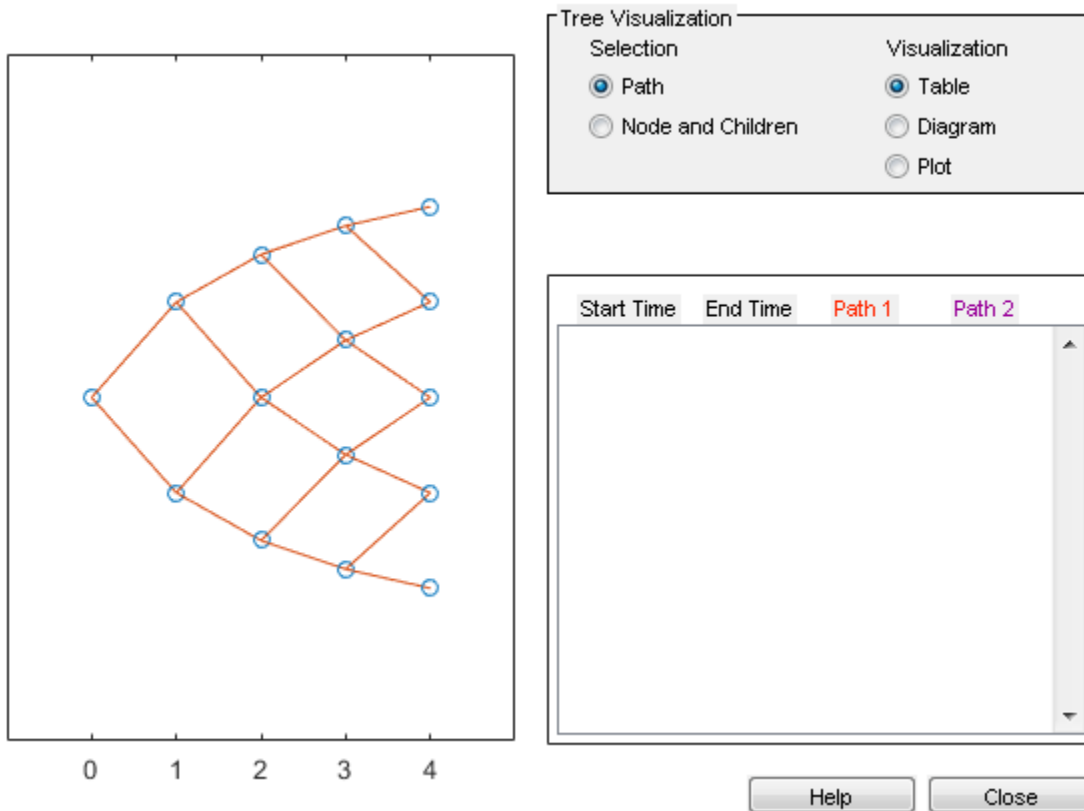 Tree Visualization
Selection Visualization
Path Table
Node and Children Diagram
Plot
Start Time End Time Path 1 Path 2
0 1 2 3 4
Help Close